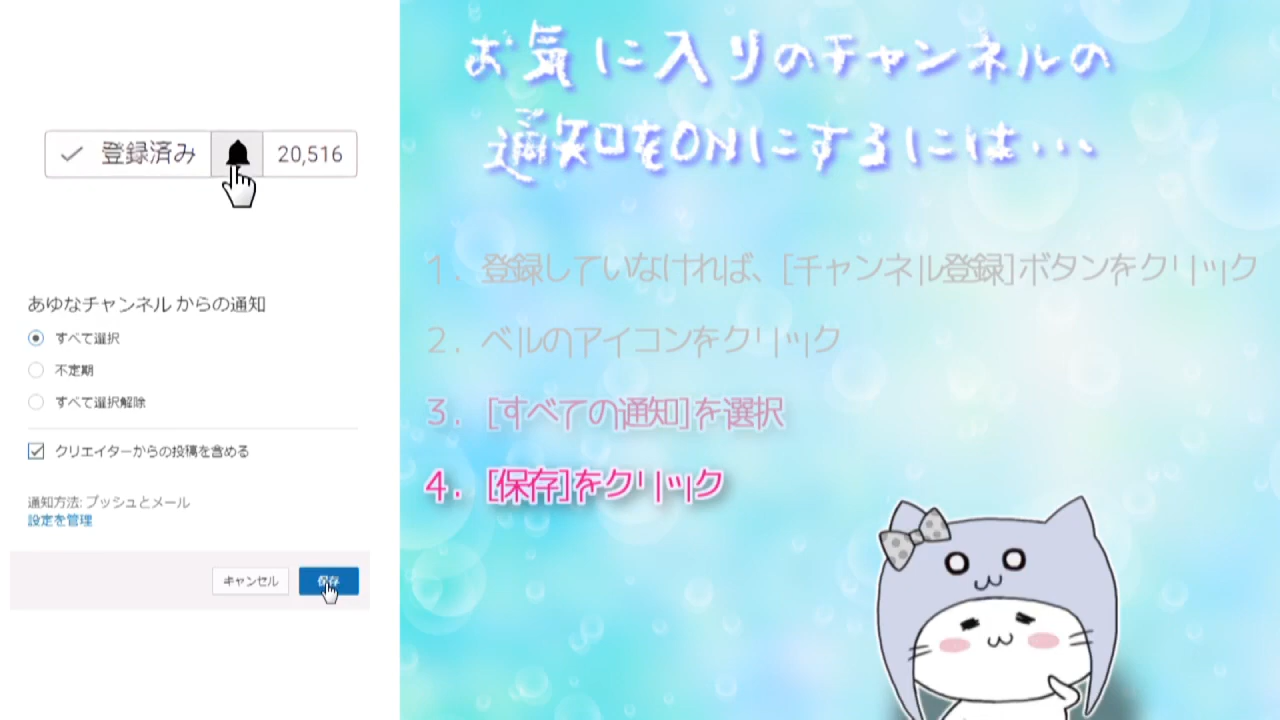 登録済み 20,516
あゆなチャンネル からの通知
すべて選択
不定期
すべて選択解除
クリエイターからの投稿を含める
通知方法: プッシュとメール
設定を管理
キャンセル 保存
お気に入りのチャンネルの
通知をONにするには・・・
1. 登録していなければ、[チャンネル登録]ボタンをクリック
2. ベルのアイコンをクリック
3. [すべての通知]を選択
4. [保存]をクリック